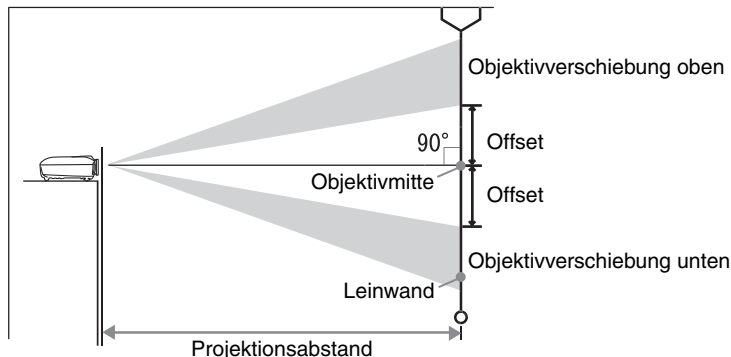 Objektivverschiebung oben
90°
Offset
Objektivmitte
Offset
Objektivverschiebung unten
Leinwand
Projektionsabstand